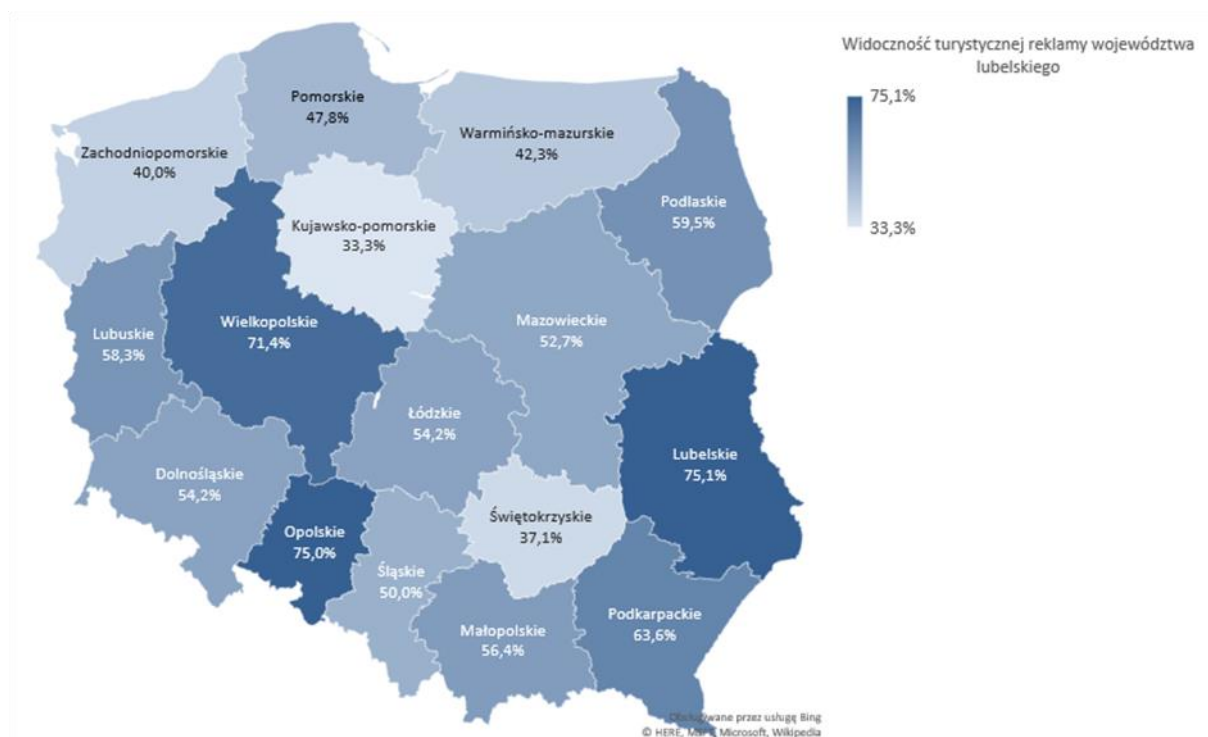 Widoczność turystycznej reklamy województwa
lubelskiego
75,1%
33,3%
Pomorskie
47,8%
Warmińsko-mazurskie
42,3%
Zachodniopomorskie
40,0%
Podlaskie
59,5%
Kujawsko-pomorskie
33,3%
Wielkopolskie
71,4%
Mazowieckie
52,7%
Lubuskie
58,3%
Łódzkie
54,2%
Lubelskie
75,1%
Dolnośląskie
54,2%
Świętokrzyskie
37,1%
Opolskie
75,0%
Śląskie
50,0%
Podkarpackie
63,6%
Małopolskie
56,4%
przez usługę Bing
© HERE, Microsoft, Wikipedia